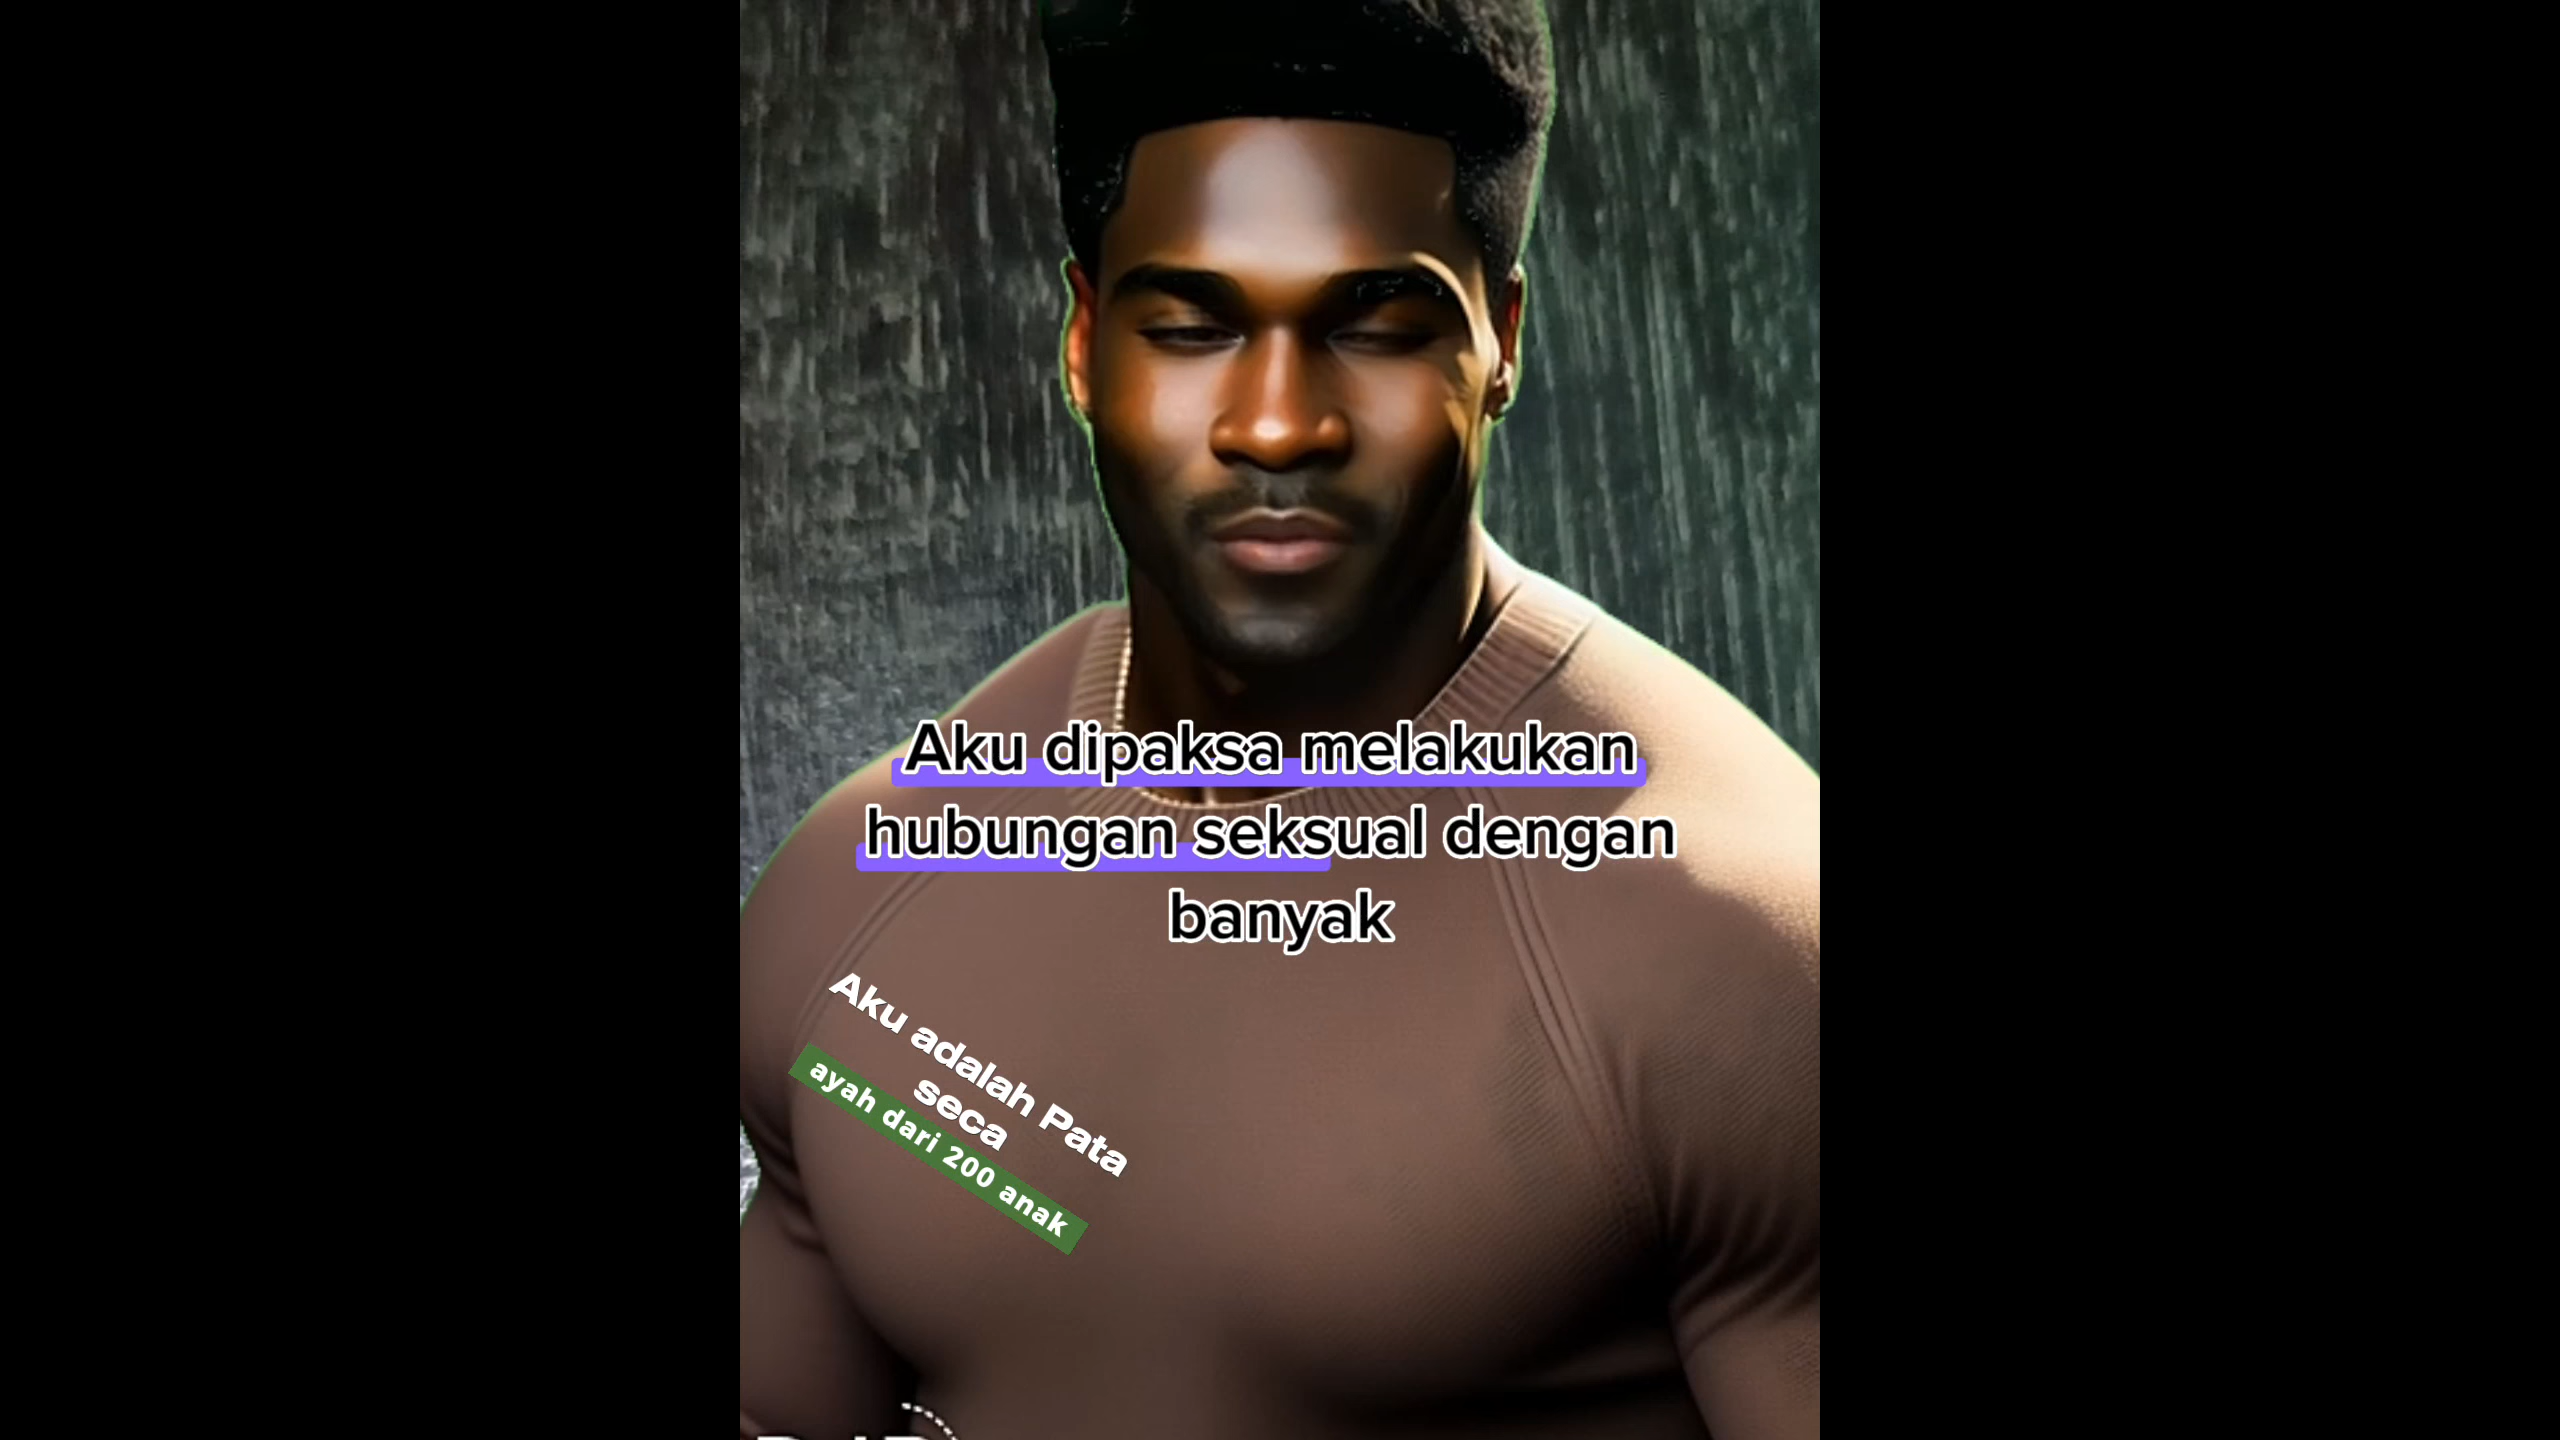 Aku dipaksa melakukan
hubungan seksual dengan
banyak
Aku adalah Pata
seca
ayah dari 200 anak